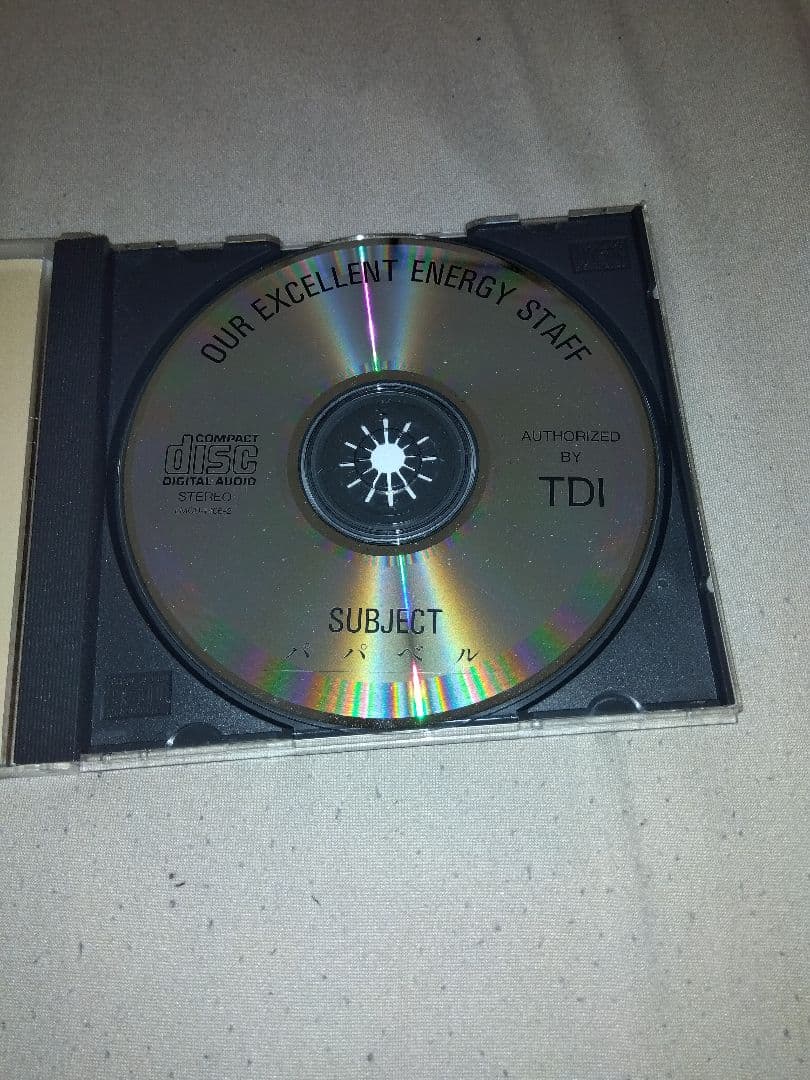 OUR EXCELLENT ENERGY STAFF
COMPACT
disc
DIGITAL AUDIO
STEREO
AUTHORIZED
BY
TDI
SUBJECT
パパベル